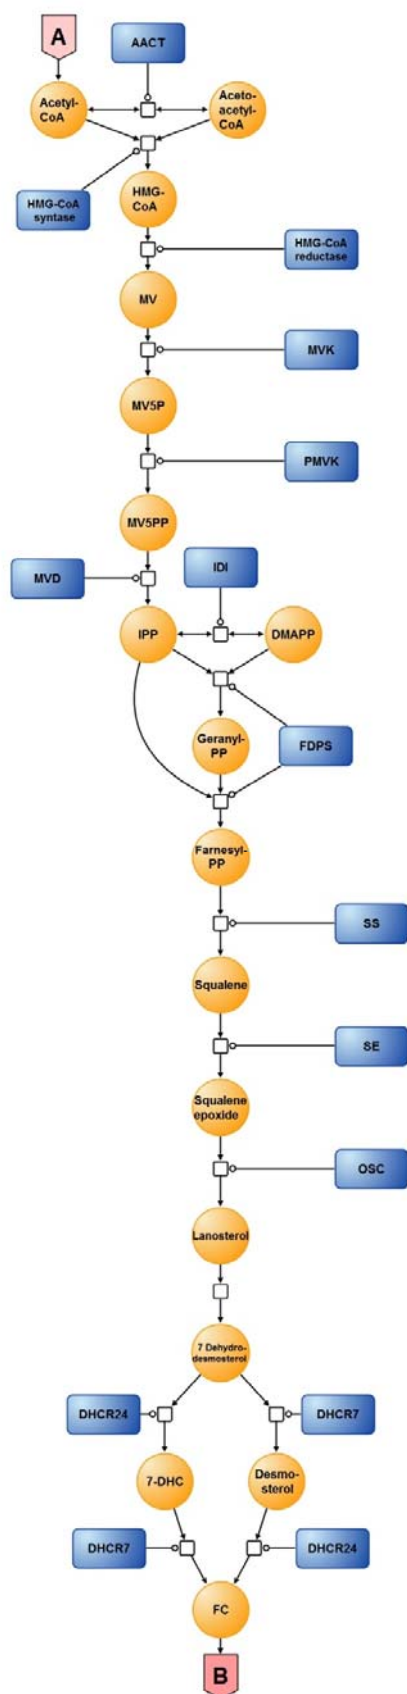 A
AACT
Acetyl-
CoA
Aceto-
acetyl-
CoA
HMG-CoA
syntase
HMG-
CoA
HMG-CoA
reductase
MV
MVK
MV5P
PMVK
MV5PP
MVD
IDI
IPP
DMAPP
Geranyl-
PP
FDPS
Farnesyl-
PP
SS
Squalene
SE
Squalene
epoxide
OSC
Lanosterol
7 Dehydro-
desmosterol
DHCR24
DHCR7
7-DHC
Desmo-
sterol
DHCR7
DHCR24
FC
B